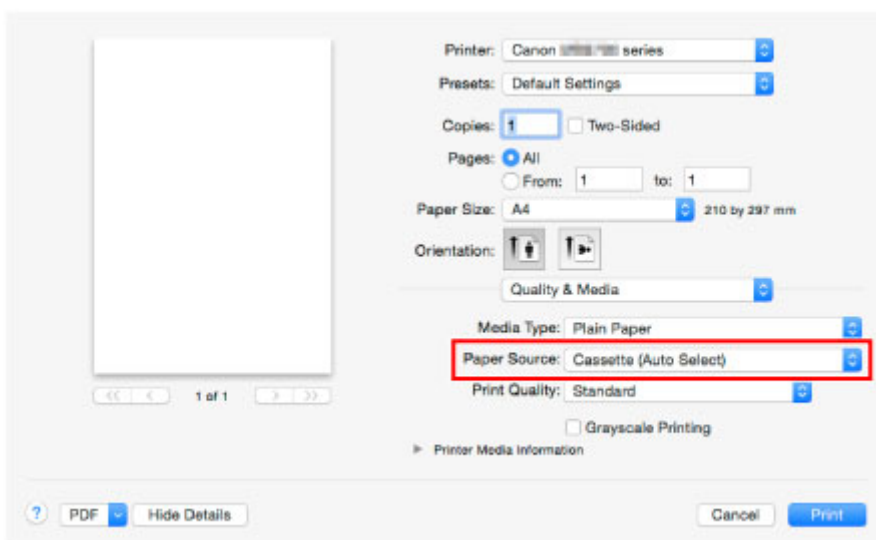 Printer: Canon series
Presets: Default Settings
Copies: 1 Two-Sided
Pages: All
From: 1 to: 1
Paper Size: A4 210 by 297 mm
Orientation:
Quality & Media
Media Type: Plain Paper
Paper Source: Cassette (Auto Select)
1 of 1
Print Quality: Standard
Grayscale Printing
Printer Media Information
? PDF Hide Details Cancel Print